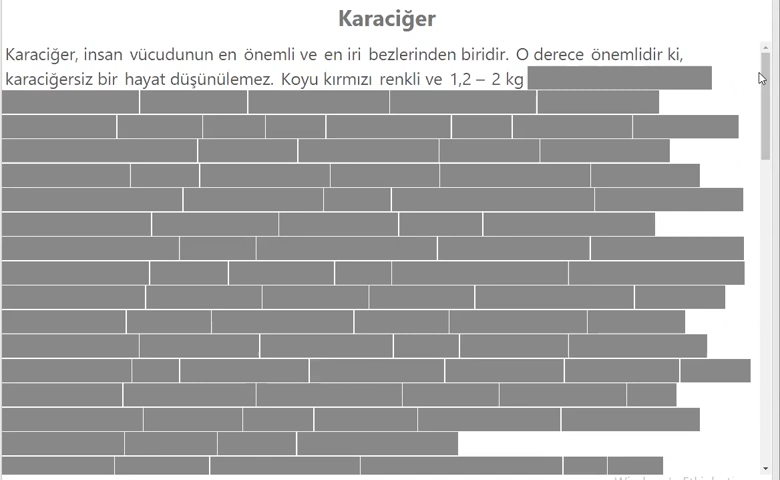 Karaciğer
Karaciğer, insan vücudunun en önemli ve en iri bezlerinden biridir. O derece önemlidir ki,
karaciğersiz bir hayat düşünülemez. Koyu kırmızı renkli ve 1,2 – 2 kg